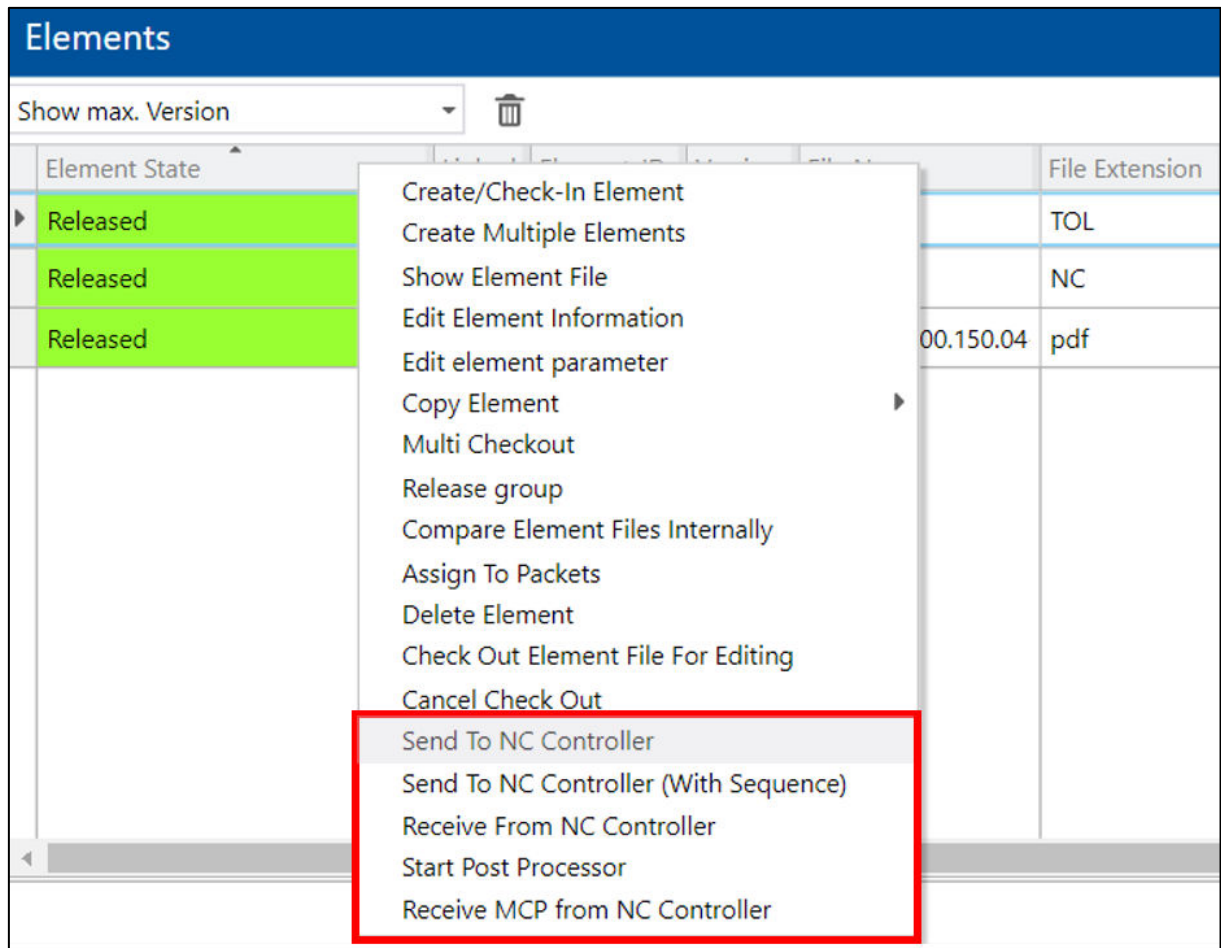 Elements
Show max. Version
Element State
File Extension
Released
TOL
Released
NC
Released
00.150.04
pdf
Create/Check-In Element
Create Multiple Elements
Show Element File
Edit Element Information
Edit element parameter
Copy Element
Multi Checkout
Release group
Compare Element Files Internally
Assign To Packets
Delete Element
Check Out Element File For Editing
Cancel Check Out
Send To NC Controller
Send To NC Controller (With Sequence)
Receive From NC Controller
Start Post Processor
Receive MCP from NC Controller